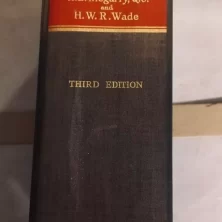 and
H. W. R. Wade
THIRD EDITION